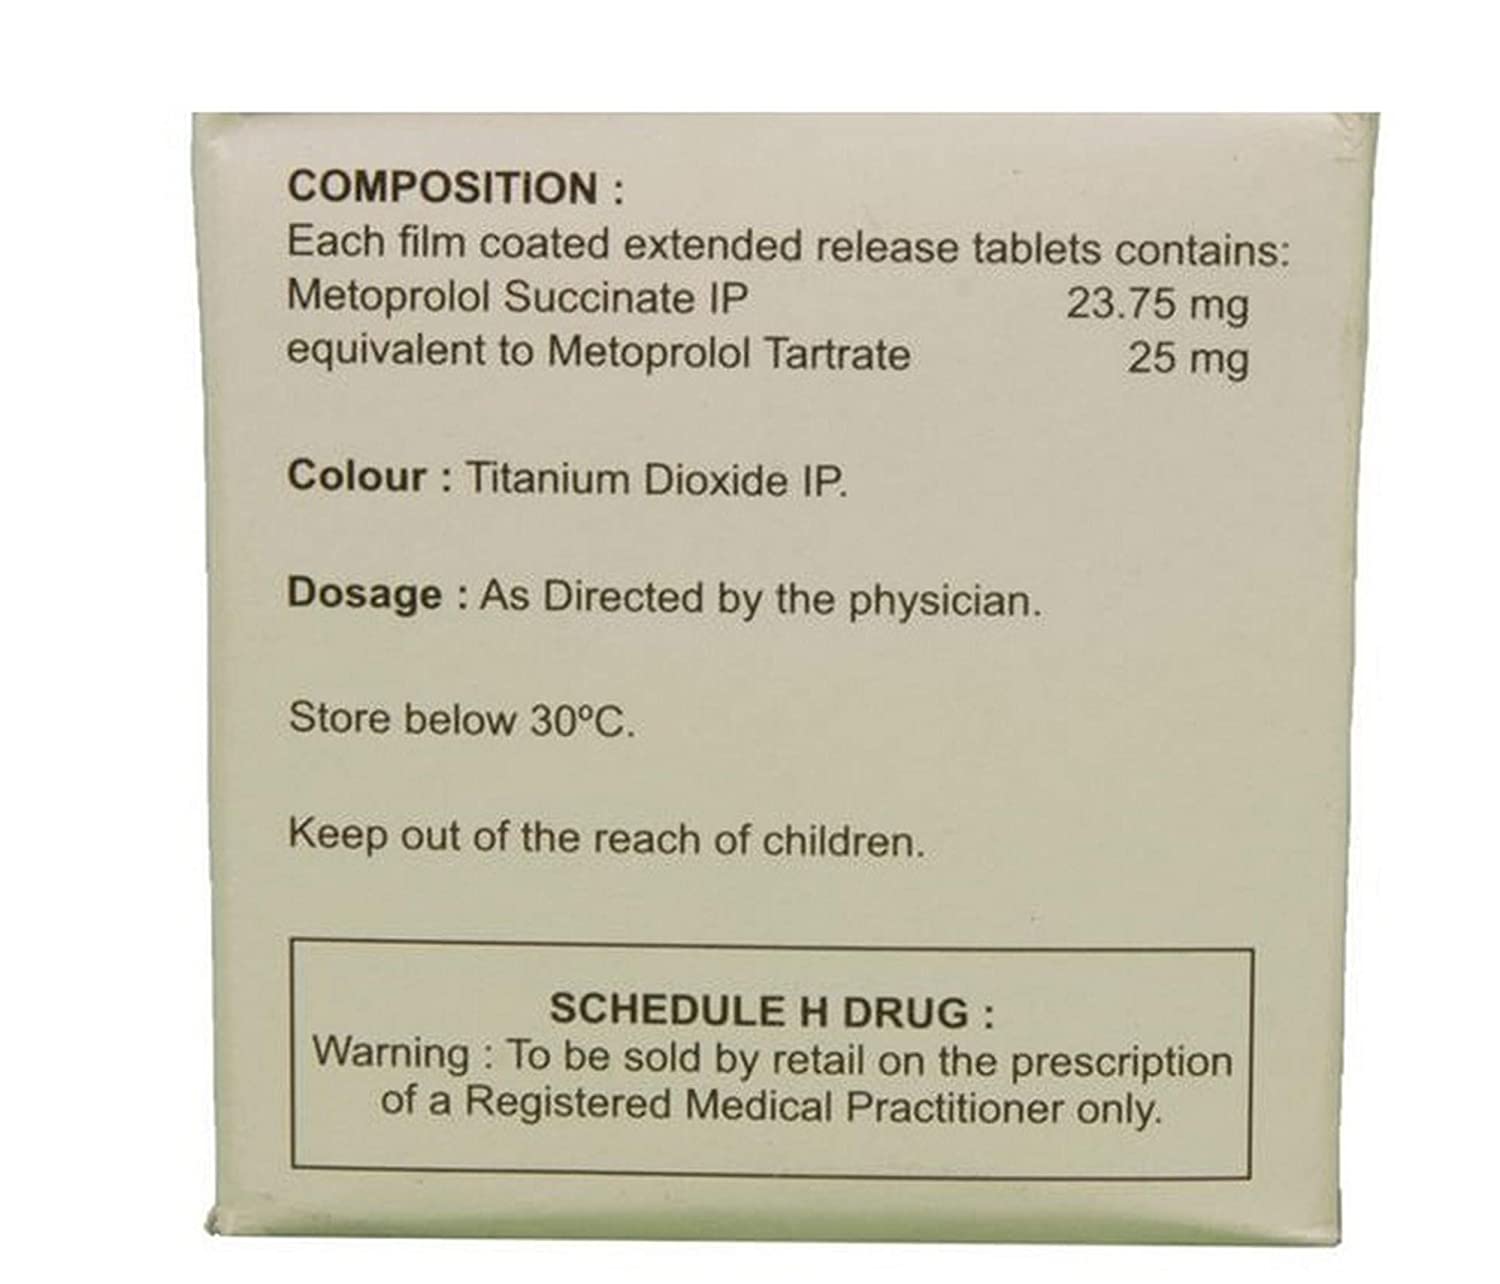 COMPOSITION :
Each film coated extended release tablets contains:
Metoprolol Succinate IP 23.75 mg
equivalent to Metoprolol Tartrate 25 mg
Colour : Titanium Dioxide IP.
Dosage : As Directed by the physician.
Store below 30ºC.
Keep out of the reach of children.
SCHEDULE H DRUG :
Warning : To be sold by retail on the prescription
of a Registered Medical Practitioner only.